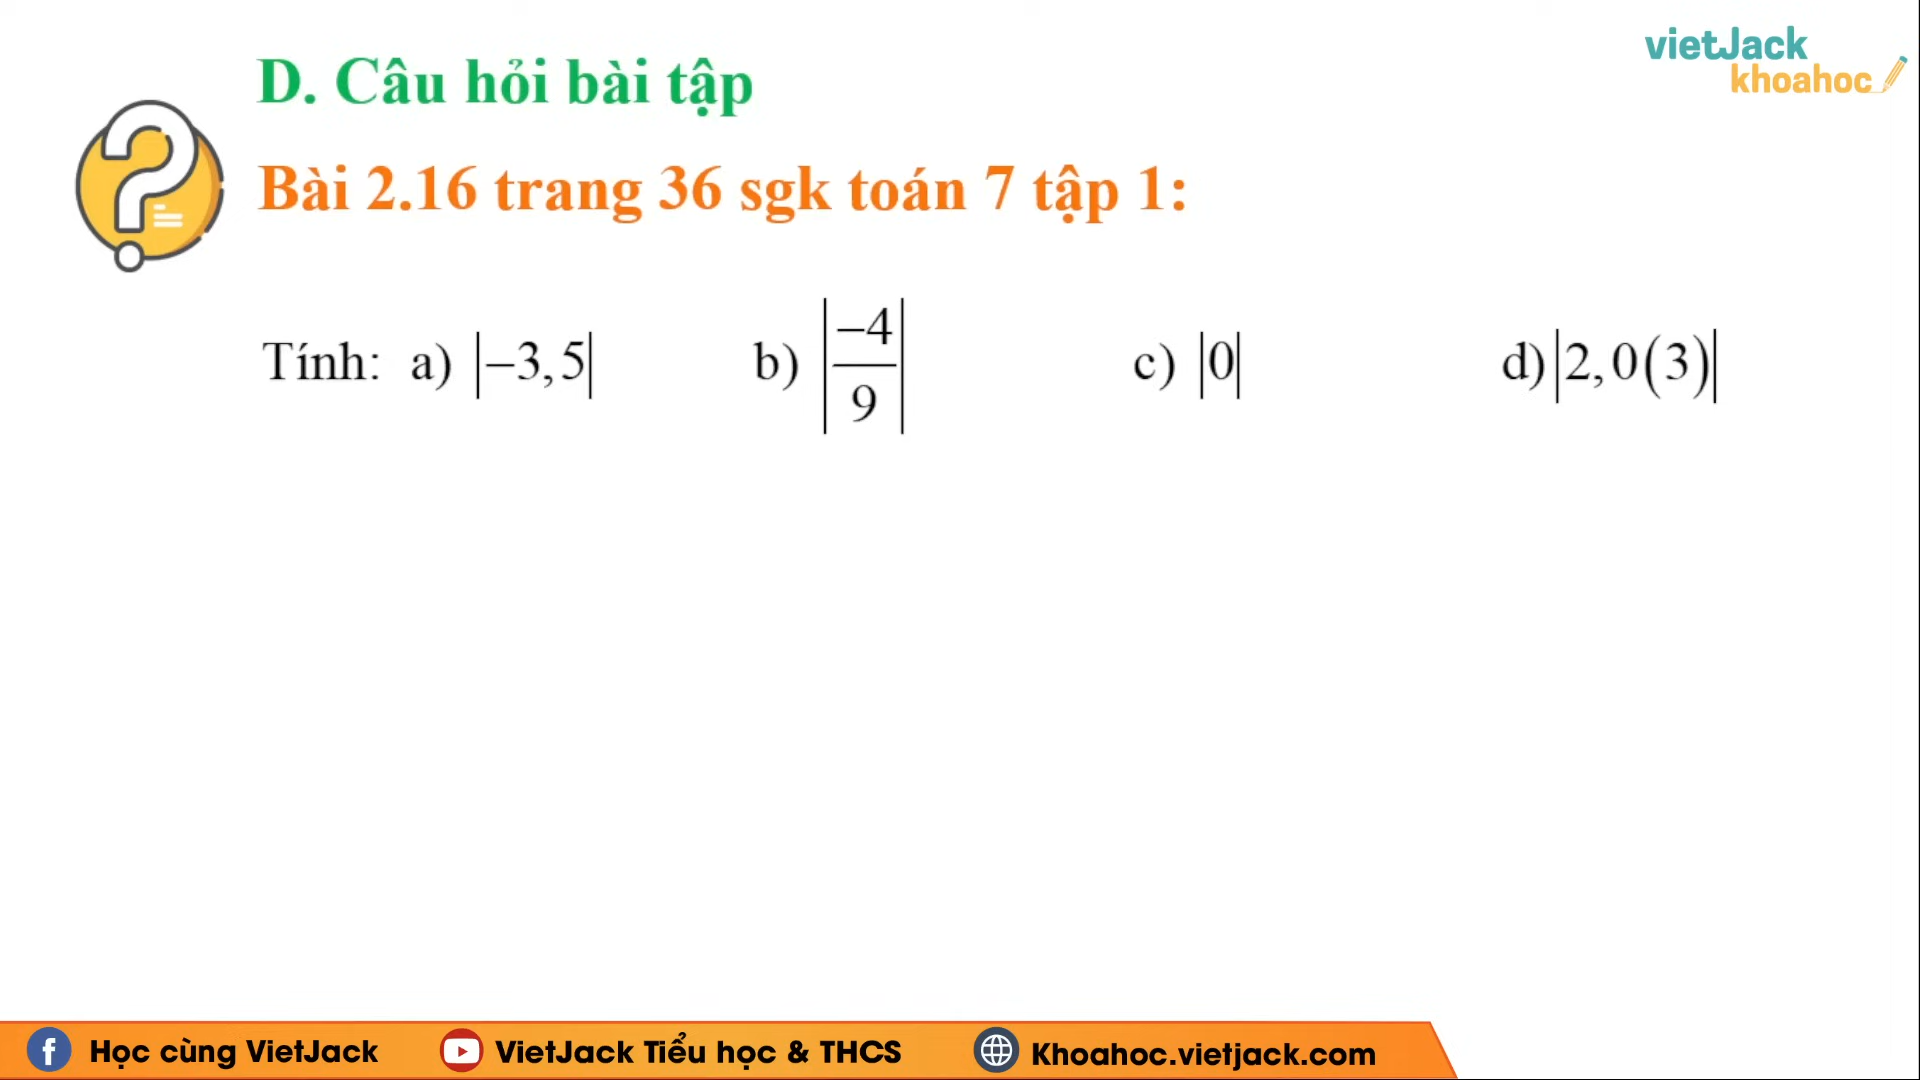 vietJack
khoahoc
D. Câu hỏi bài tập
Bài 2.16 trang 36 sgk toán 7 tập 1:
Tính: a) |−3,5| b) |−4/9| c) |0| d) |2,0(3)|
Học cùng VietJack VietJack Tiểu học & THCS Khoahoc.vietjack.com